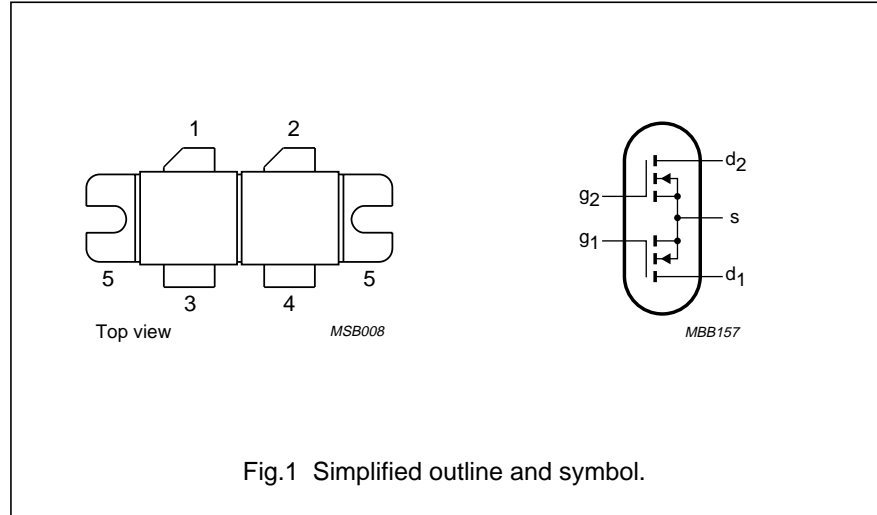 1 2
5 5
3 4
Top view MSB008
d2
g2
s
g1
d1
MBB157
Fig.1 Simplified outline and symbol.